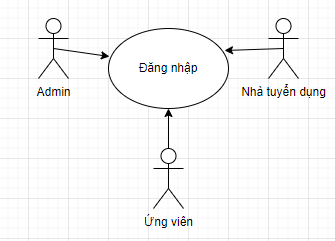 Đăng nhập
Admin
Nhà tuyển dụng
Ứng viên